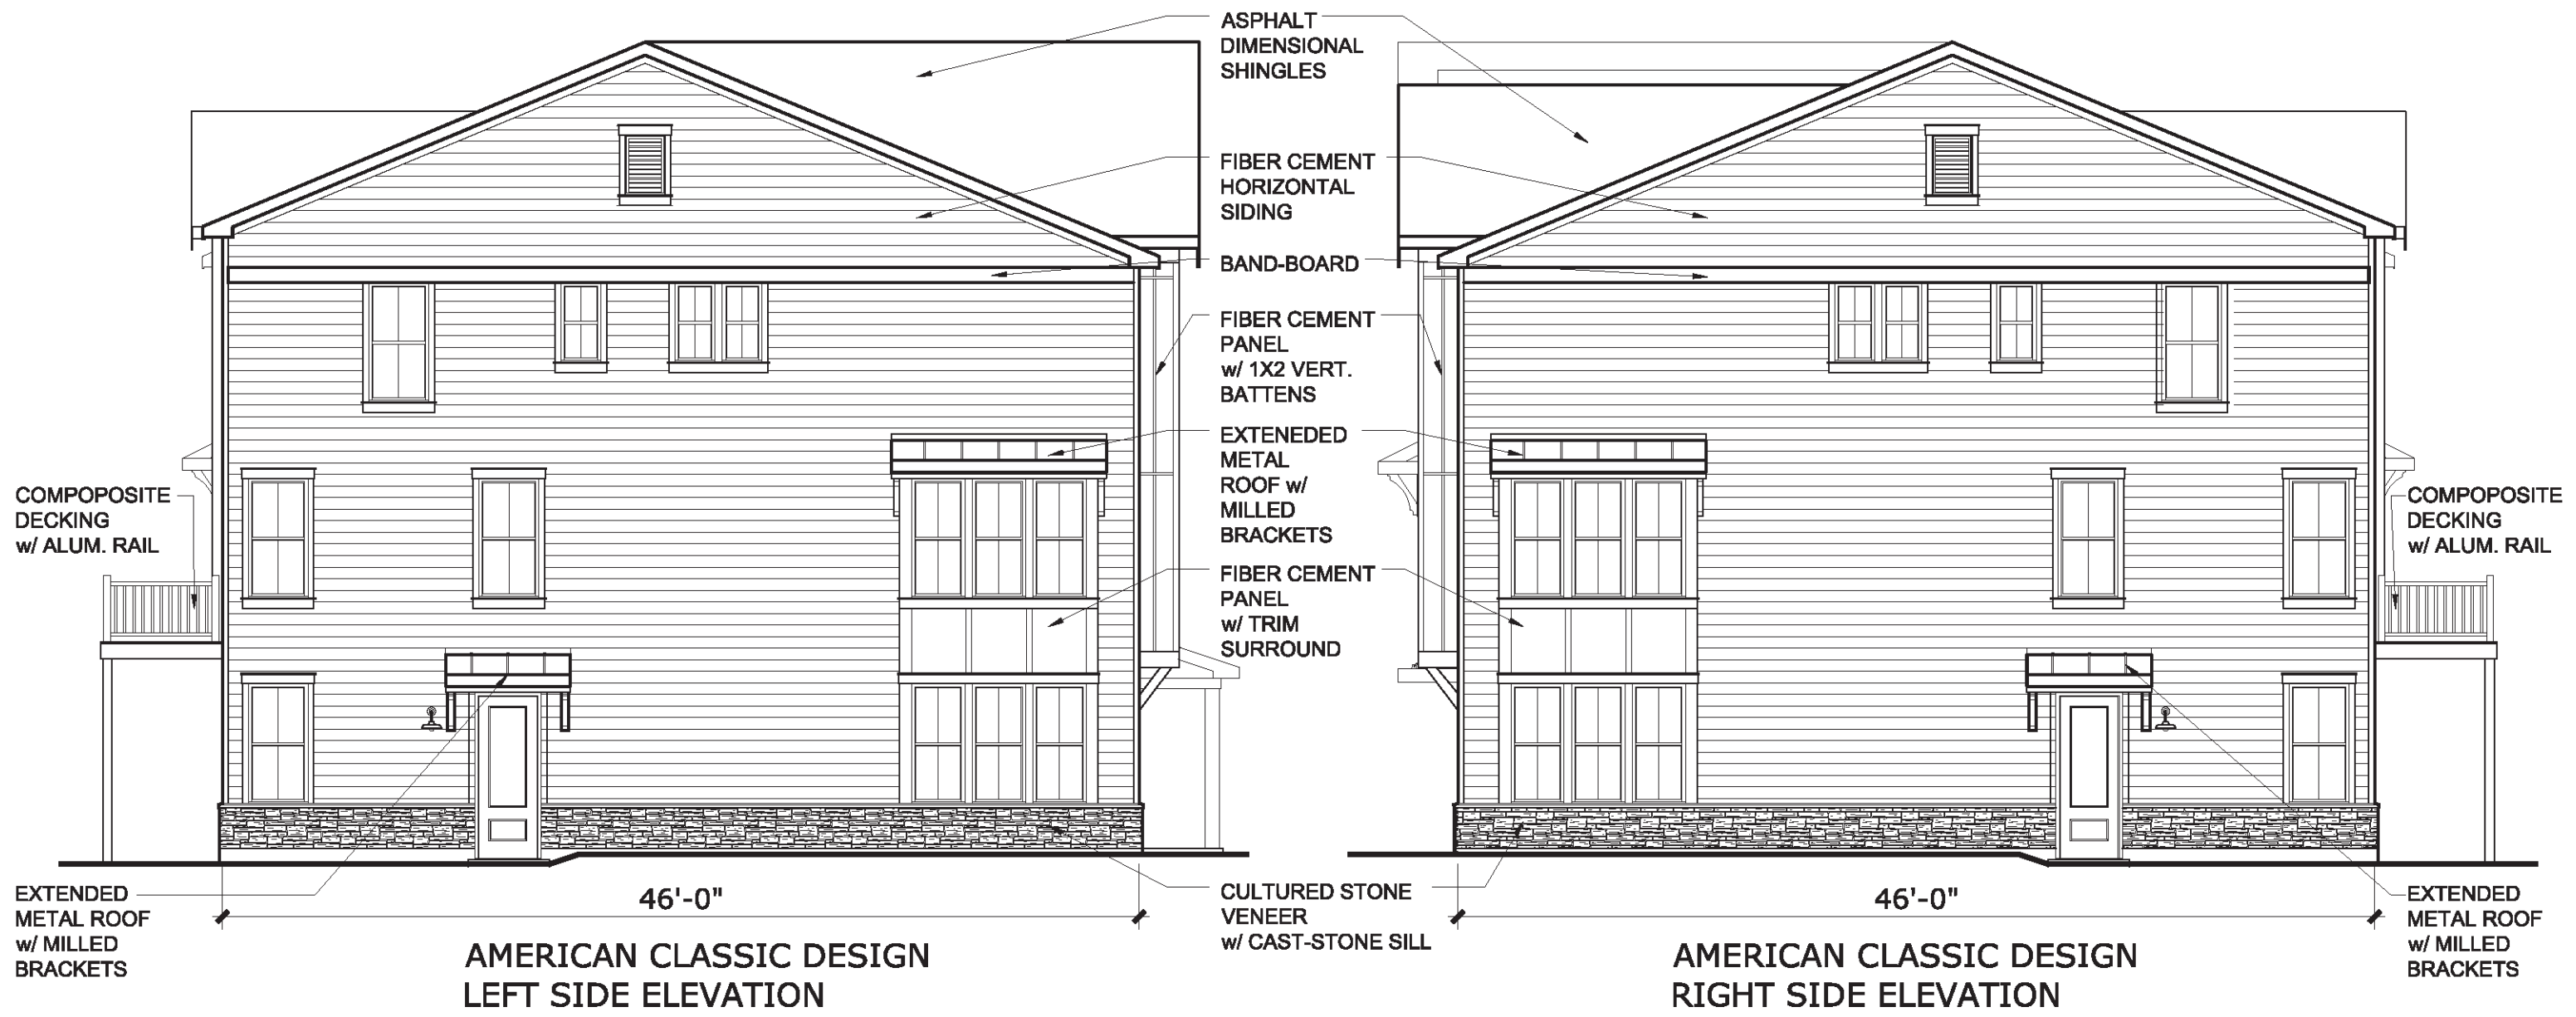 ASPHALT
DIMENSIONAL
SHINGLES
FIBER CEMENT
HORIZONTAL
SIDING
BAND-BOARD
FIBER CEMENT
PANEL
w/ 1X2 VERT.
BATTENS
EXTENEDED
METAL
ROOF w/
MILLED
BRACKETS
FIBER CEMENT
PANEL
w/ TRIM
SURROUND
COMPOPOSITE
DECKING
w/ ALUM. RAIL
COMPOPOSITE
DECKING
w/ ALUM. RAIL
EXTENDED
METAL ROOF
w/ MILLED
BRACKETS
46'-0"
CULTURED STONE
VENEER
w/ CAST-STONE SILL
46'-0"
EXTENDED
METAL ROOF
w/ MILLED
BRACKETS
AMERICAN CLASSIC DESIGN
LEFT SIDE ELEVATION
AMERICAN CLASSIC DESIGN
RIGHT SIDE ELEVATION